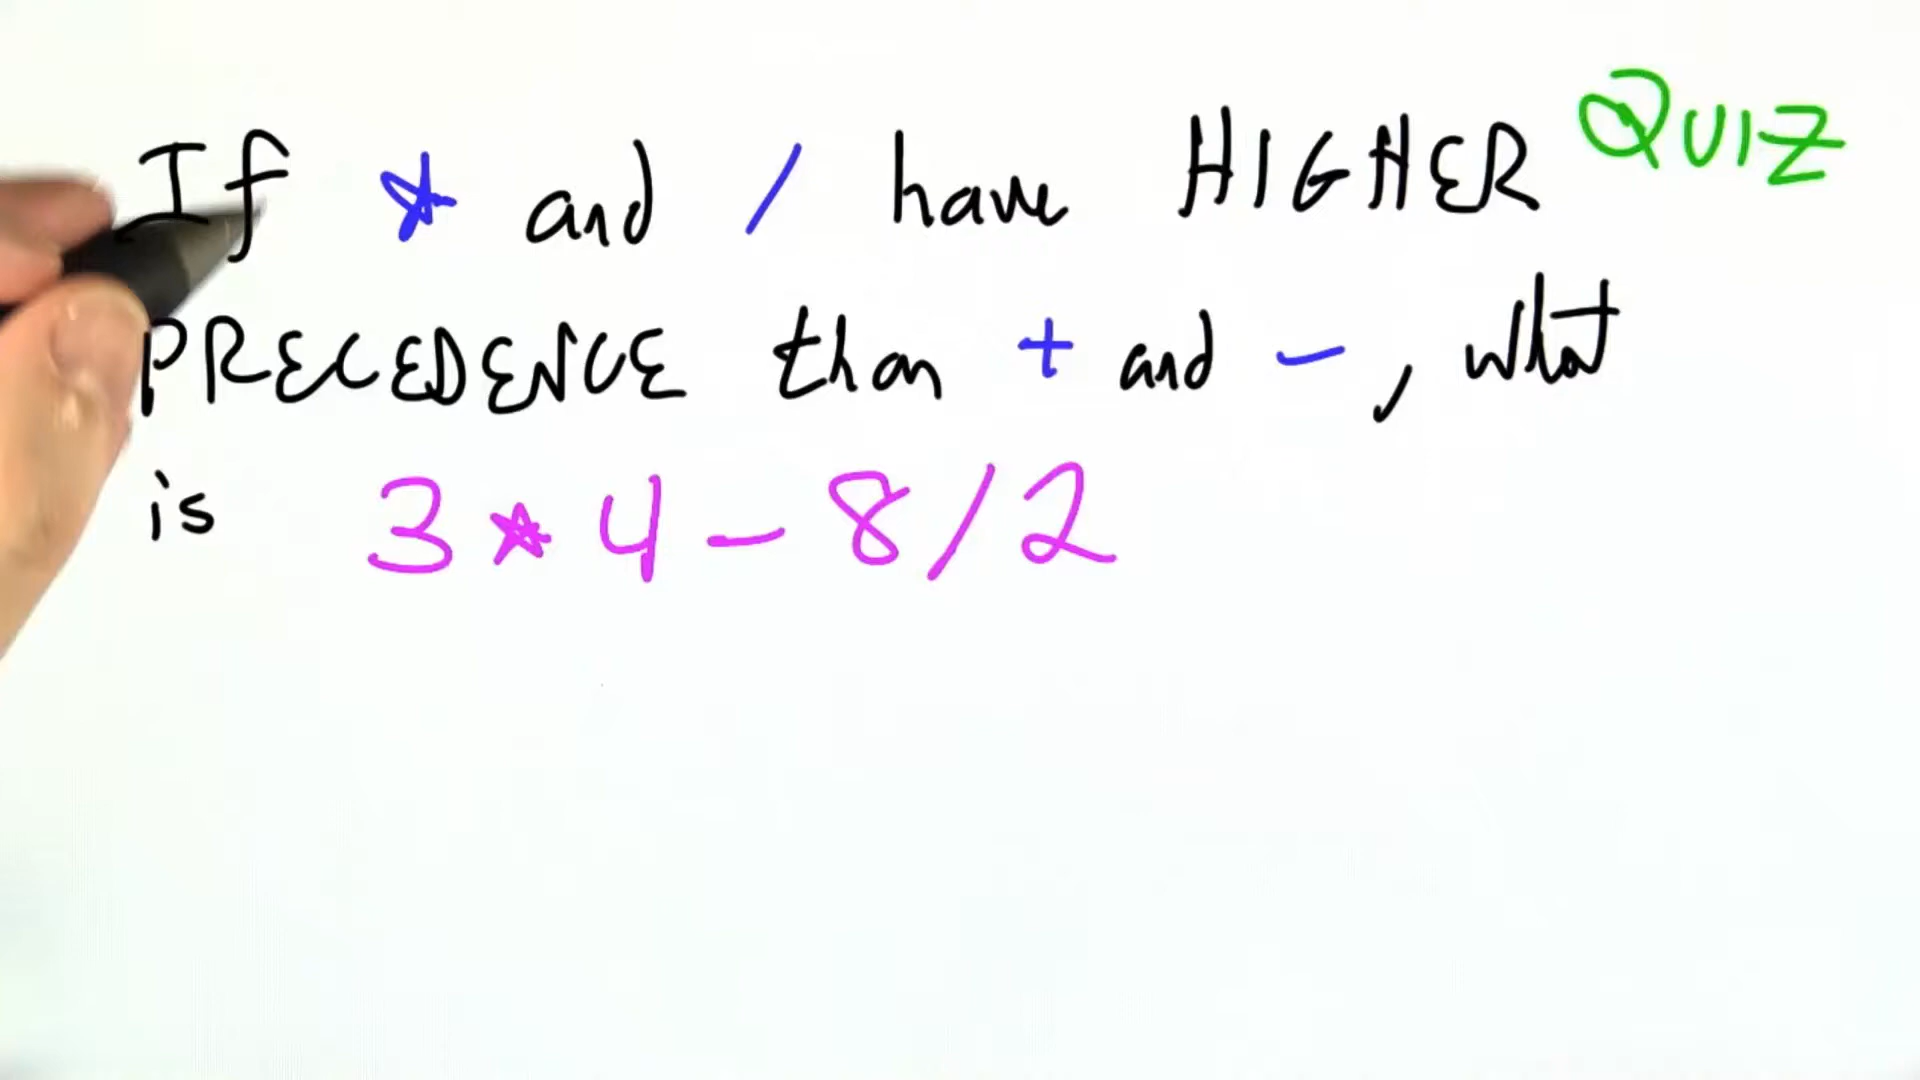 If * and / have HIGHER QUIZ
PRECEDENCE than + and -, what
is 3 * 4 - 8 / 2